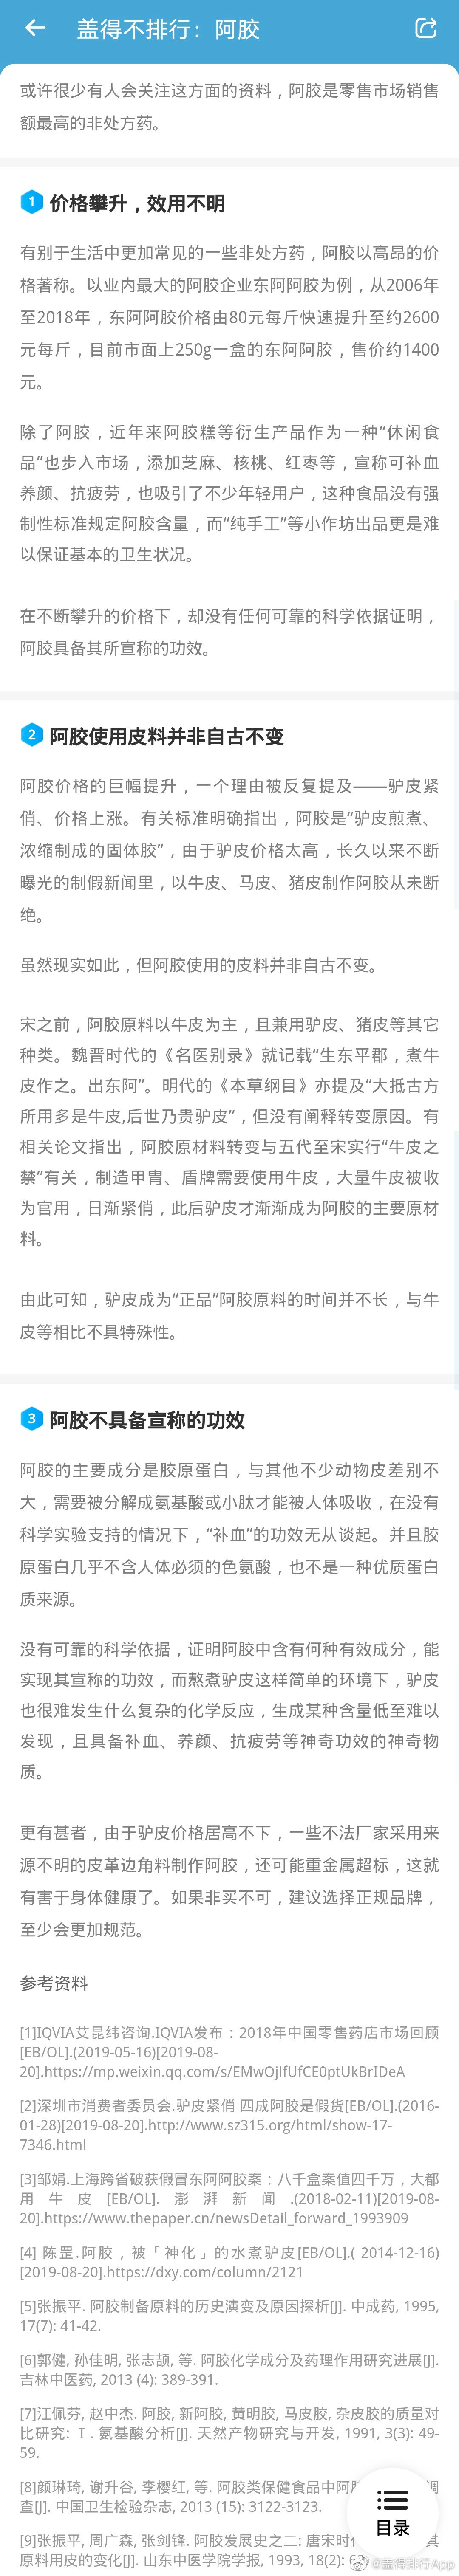 盖得不排行：阿胶
或许很少有人会关注这方面的资料，阿胶是零售市场销售
额最高的非处方药。
1 价格攀升，效用不明
有别于生活中更加常见的一些非处方药，阿胶以高昂的价
格著称。以业内最大的阿胶企业东阿阿胶为例，从2006年
至2018年，东阿阿胶价格由80元每斤快速提升至约2600
元每斤，目前市面上250g一盒的东阿阿胶，售价约1400
元。
除了阿胶，近年来阿胶糕等衍生产品作为一种“休闲食
品”也步入市场，添加芝麻、核桃、红枣等，宣称可补血
养颜、抗疲劳，也吸引了不少年轻用户，这种食品没有强
制性标准规定阿胶含量，而“纯手工”等小作坊出品更是难
以保证基本的卫生状况。
在不断攀升的价格下，却没有任何可靠的科学依据证明，
阿胶具备其所宣称的功效。
2 阿胶使用皮料并非自古不变
阿胶价格的巨幅提升，一个理由被反复提及——驴皮紧
俏、价格上涨。有关标准明确指出，阿胶是“驴皮煎煮、
浓缩制成的固体胶”，由于驴皮价格太高，长久以来不断
曝光的制假新闻里，以牛皮、马皮、猪皮制作阿胶从未断
绝。
虽然现实如此，但阿胶使用的皮料并非自古不变。
宋之前，阿胶原料以牛皮为主，且兼用驴皮、猪皮等其它
种类。魏晋时代的《名医别录》就记载“生东平郡，煮牛
皮作之。出东阿”。明代的《本草纲目》亦提及“大抵古方
所用多是牛皮,后世乃贵驴皮”，但没有阐释转变原因。有
相关论文指出，阿胶原材料转变与五代至宋实行“牛皮之
禁”有关，制造甲胄、盾牌需要使用牛皮，大量牛皮被收
为官用，日渐紧俏，此后驴皮才渐渐成为阿胶的主要原材
料。
由此可知，驴皮成为“正品”阿胶原料的时间并不长，与牛
皮等相比不具特殊性。
3 阿胶不具备宣称的功效
阿胶的主要成分是胶原蛋白，与其他不少动物皮差别不
大，需要被分解成氨基酸或小肽才能被人体吸收，在没有
科学实验支持的情况下，“补血”的功效无从谈起。并且胶
原蛋白几乎不含人体必须的色氨酸，也不是一种优质蛋白
质来源。
没有可靠的科学依据，证明阿胶中含有何种有效成分，能
实现其宣称的功效，而熬煮驴皮这样简单的环境下，驴皮
也很难发生什么复杂的化学反应，生成某种含量低至难以
发现，且具备补血、养颜、抗疲劳等神奇功效的神奇物
质。
更有甚者，由于驴皮价格居高不下，一些不法厂家采用来
源不明的皮革边角料制作阿胶，还可能重金属超标，这就
有害于身体健康了。如果非买不可，建议选择正规品牌，
至少会更加规范。
参考资料
[1]IQVIA艾昆纬咨询.IQVIA发布：2018年中国零售药店市场回顾
[EB/OL].(2019-05-16)[2019-08-
20].https://mp.weixin.qq.com/s/EMwOjlfUfCE0ptUkBrIDeA
[2]深圳市消费者委员会.驴皮紧俏 四成阿胶是假货[EB/OL].(2016-
01-28)[2019-08-20].http://www.sz315.org/html/show-17-
7346.html
[3]邹娟.上海跨省破获假冒东阿阿胶案：八千盒案值四千万，大都
用牛皮[EB/OL].澎湃新闻.(2018-02-11)[2019-08-
20].https://www.thepaper.cn/newsDetail_forward_1993909
[4] 陈罡.阿胶，被「神化」的水煮驴皮[EB/OL].( 2014-12-16)
[2019-08-20].https://dxy.com/column/2121
[5]张振平. 阿胶制备原料的历史演变及原因探析[J]. 中成药, 1995,
17(7): 41-42.
[6]郭健, 孙佳明, 张志颉, 等. 阿胶化学成分及药理作用研究进展[J].
吉林中医药, 2013 (4): 389-391.
[7]江佩芬, 赵中杰. 阿胶, 新阿胶, 黄明胶, 马皮胶, 杂皮胶的质量对
比研究: Ⅰ. 氨基酸分析[J]. 天然产物研究与开发, 1991, 3(3): 49-
59.
[8]颜琳琦, 谢升谷, 李樱红, 等. 阿胶类保健食品中阿 调
查[J]. 中国卫生检验杂志, 2013 (15): 3122-3123.
[9]张振平, 周广森, 张剑锋. 阿胶发展史之二: 唐宋时 其
原料用皮的变化[J]. 山东中医学院学报, 1993, 18(2): 63
目录
@盖得排行App